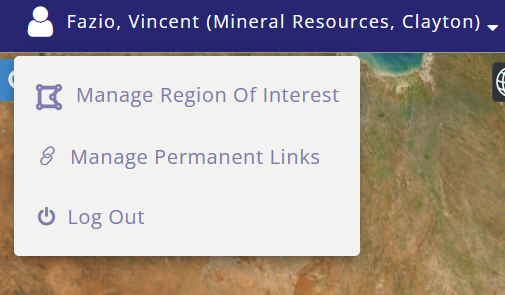 Fazio, Vincent (Mineral Resources, Clayton)
Manage Region Of Interest
Manage Permanent Links
Log Out